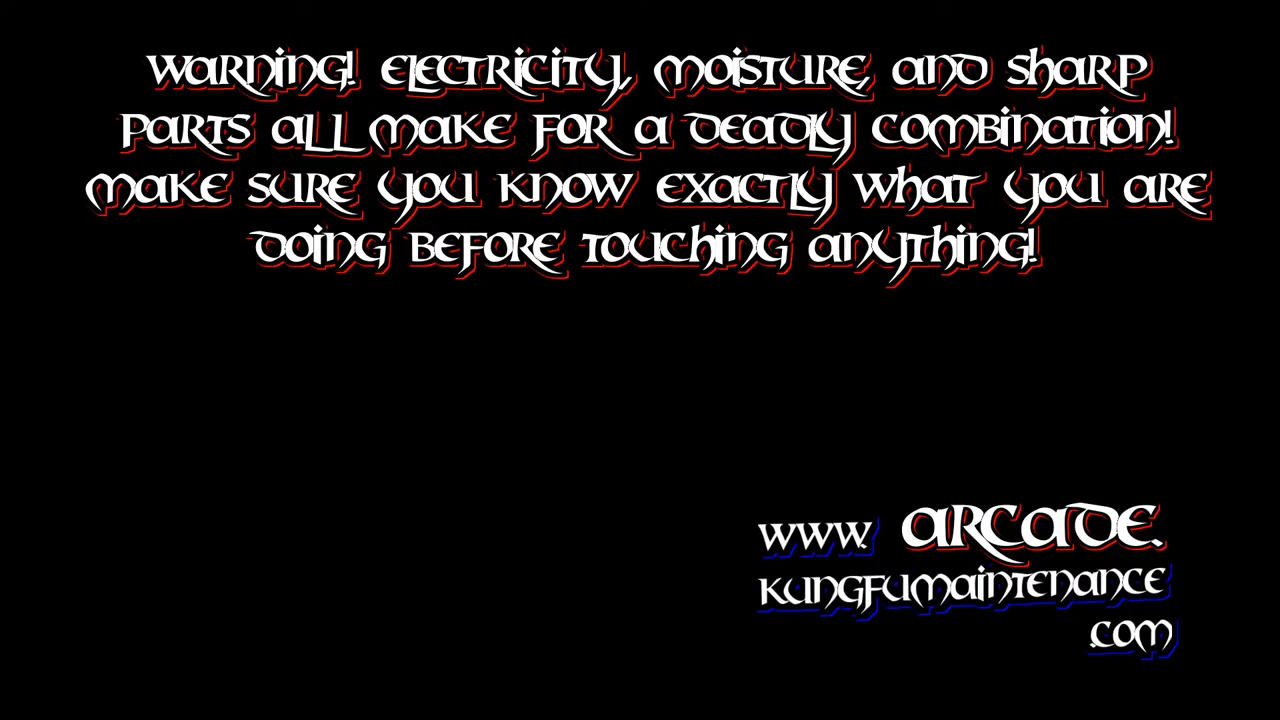 Warning! Electricity, moisture, and sharp
parts all make for a deadly combination!
Make sure you know exactly what you are
doing before touching anything!
www. Arcade.
kungfumaintenance
.com